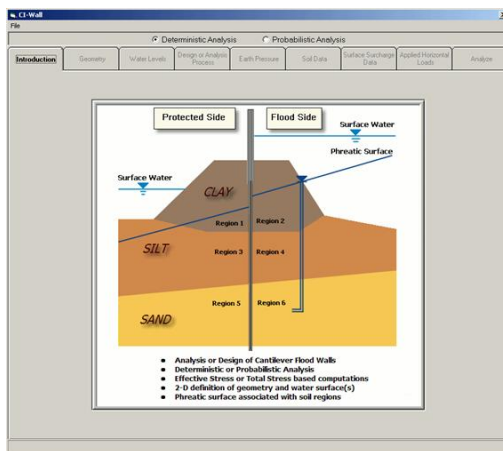 CI-Wall
File
Deterministic Analysis Probabilistic Analysis
Introduction Geometry Water Levels Design or Analysis Process Earth Pressure Soil Data Surface Surcharge Data Applied Horizontal Loads Analyze
Protected Side Flood Side
Surface Water
Phreatic Surface
Surface Water
CLAY
Region 1 Region 2
SILT
Region 3 Region 4
Region 5 Region 6
SAND
• Analysis or Design of Cantilever Flood Walls
• Deterministic or Probabilistic Analysis
• Effective Stress or Total Stress based computations
• 2-D definition of geometry and water surface(s)
• Phreatic surface associated with soil regions